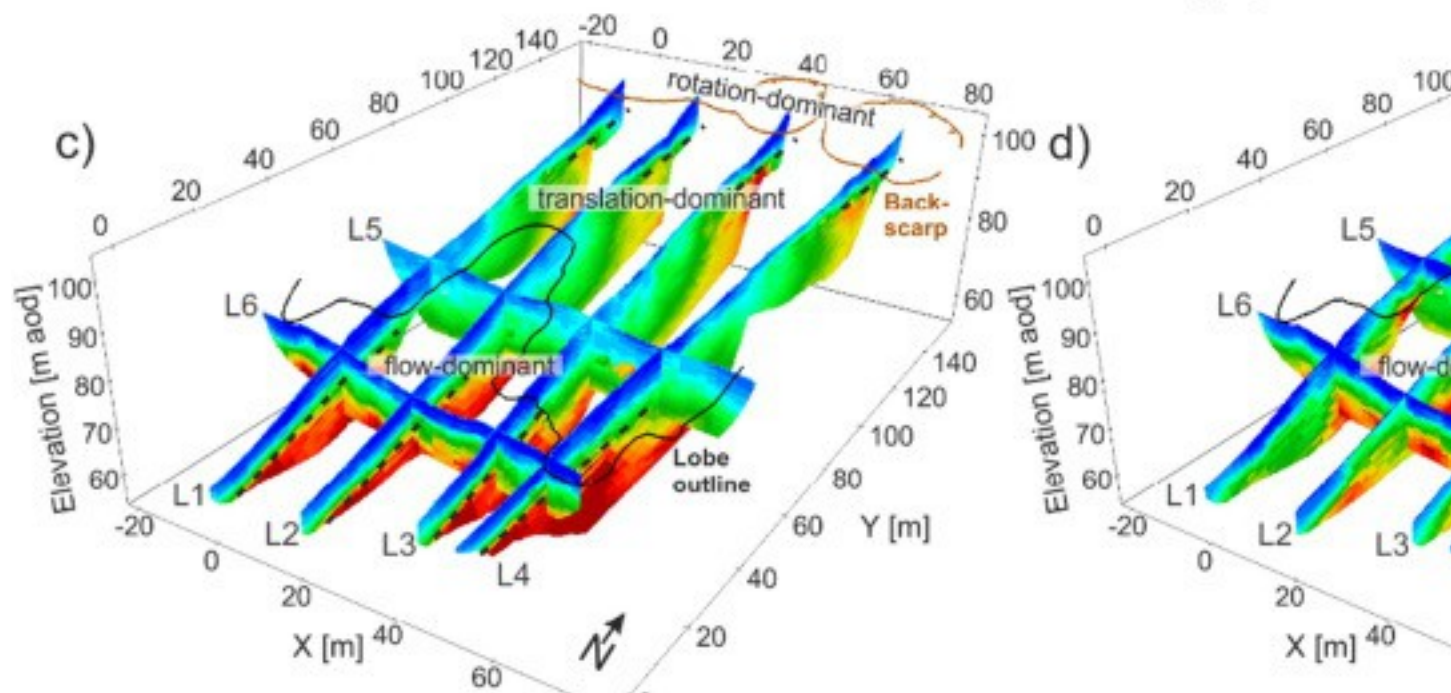 c)
140
120
100
80
60
40
20
0
-20
0
20
40
60
80
rotation-dominant
translation-dominant
flow-dominant
Back-
scarp
Lobe
outline
L5
L6
L1
L2
L3
L4
Elevation [m aod]
100
90
80
70
60
-20
0
20
40
60
X [m]
N
20
40
60
80
100
120
140
Y [m]
100
80
60
d)
100
80
60
40
20
0
L5
L6
flow-d
L1
L2
L3
Elevation [m aod]
100
90
80
70
60
-20
0
20
40
X [m]